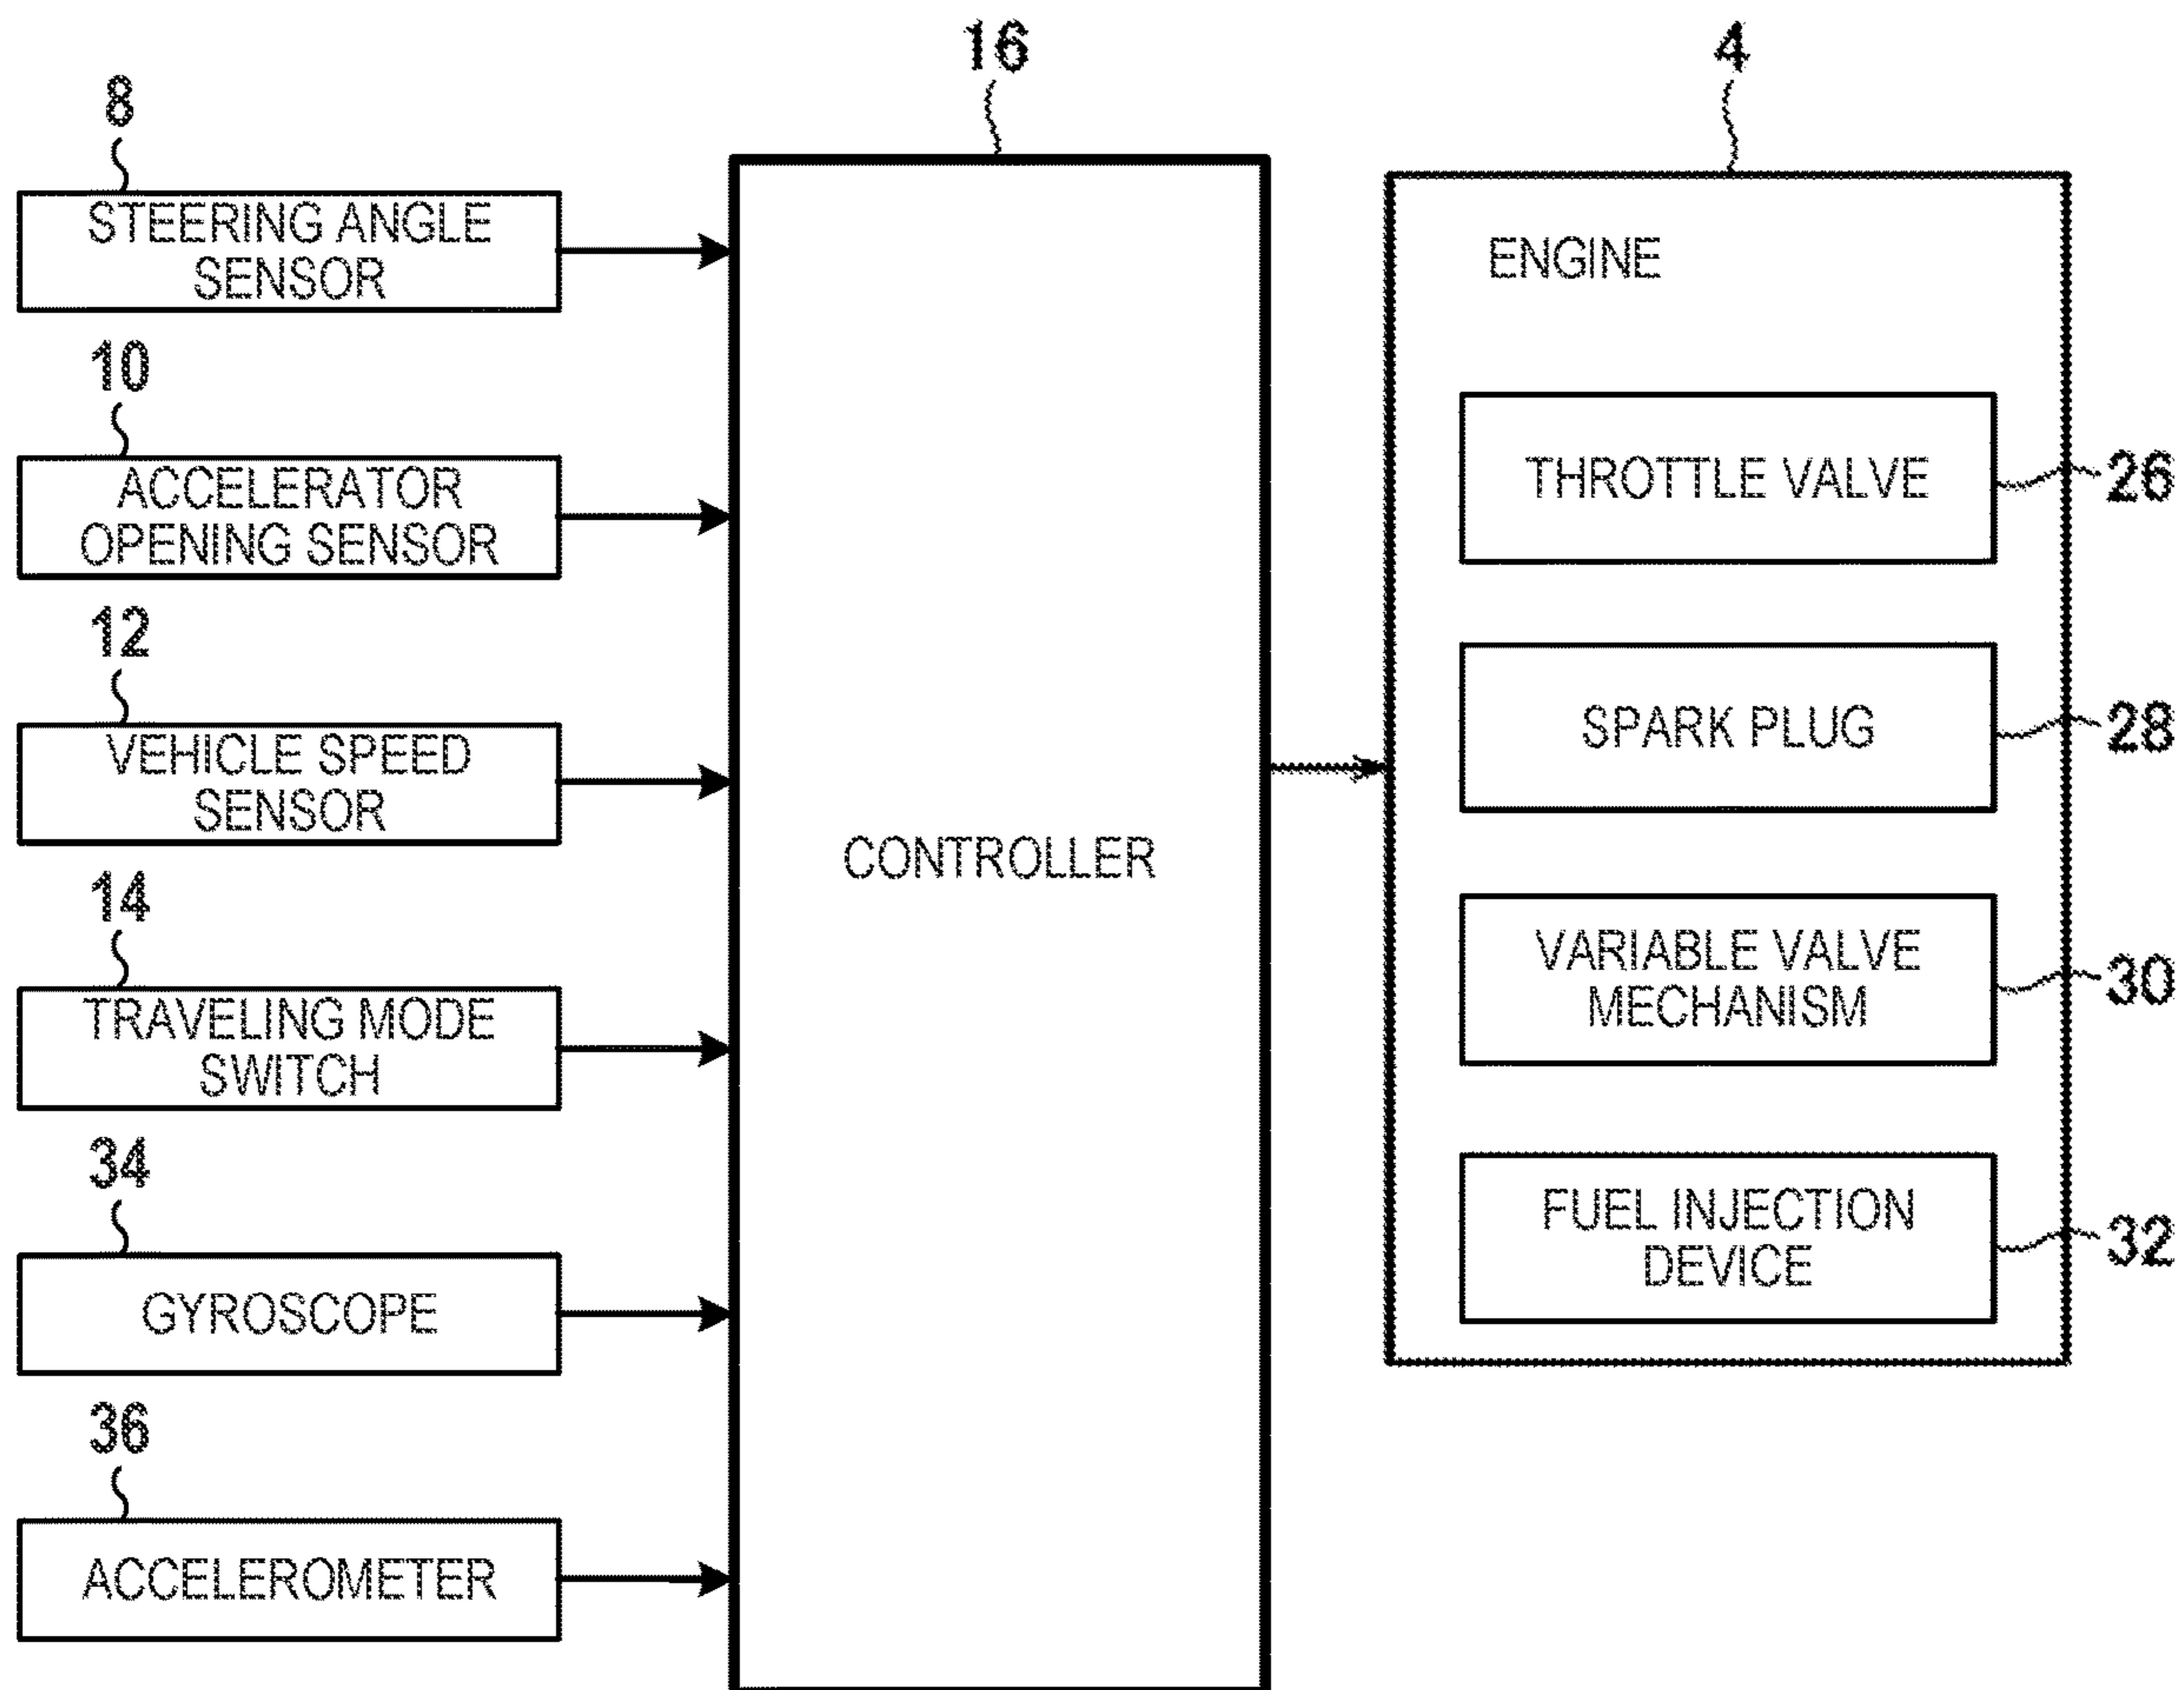 8
STEERING ANGLE
SENSOR
10
ACCELERATOR
OPENING SENSOR
12
VEHICLE SPEED
SENSOR
14
TRAVELING MODE
SWITCH
34
GYROSCOPE
36
ACCELEROMETER
16
CONTROLLER
4
ENGINE
THROTTLE VALVE
26
SPARK PLUG
28
VARIABLE VALVE
MECHANISM
30
FUEL INJECTION
DEVICE
32